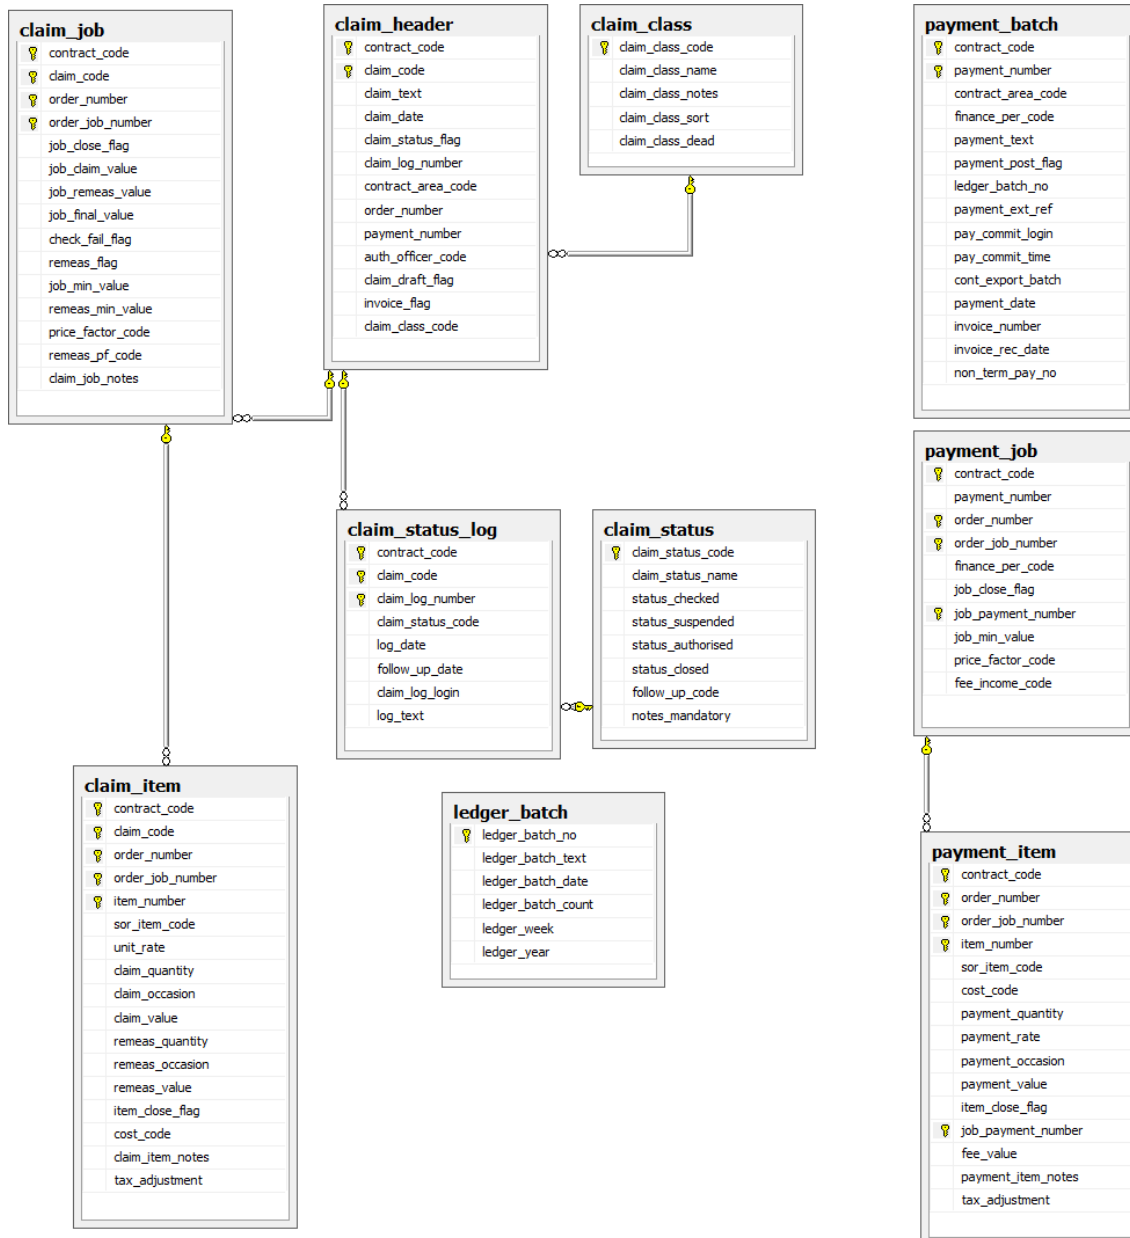 claim_job
contract_code
claim_code
order_number
order_job_number
job_close_flag
job_claim_value
job_remeas_value
job_final_value
check_fail_flag
remeas_flag
job_min_value
remeas_min_value
price_factor_code
remeas_pf_code
claim_job_notes
claim_header
contract_code
claim_code
claim_text
claim_date
claim_status_flag
claim_log_number
contract_area_code
order_number
payment_number
auth_officer_code
claim_draft_flag
invoice_flag
claim_class_code
claim_class
claim_class_code
claim_class_name
claim_class_notes
claim_class_sort
claim_class_dead
payment_batch
contract_code
payment_number
contract_area_code
finance_per_code
payment_text
payment_post_flag
ledger_batch_no
payment_ext_ref
pay_commit_login
pay_commit_time
cont_export_batch
payment_date
invoice_number
invoice_rec_date
non_term_pay_no
payment_job
contract_code
payment_number
order_number
order_job_number
finance_per_code
job_close_flag
job_payment_number
job_min_value
price_factor_code
fee_income_code
claim_status_log
contract_code
claim_code
claim_log_number
claim_status_code
log_date
follow_up_date
claim_log_login
log_text
claim_status
claim_status_code
claim_status_name
status_checked
status_suspended
status_authorised
status_closed
follow_up_code
notes_mandatory
claim_item
contract_code
claim_code
order_number
order_job_number
item_number
sor_item_code
unit_rate
claim_quantity
claim_occasion
claim_value
remeas_quantity
remeas_occasion
remeas_value
item_close_flag
cost_code
claim_item_notes
tax_adjustment
ledger_batch
ledger_batch_no
ledger_batch_text
ledger_batch_date
ledger_batch_count
ledger_week
ledger_year
payment_item
contract_code
order_number
order_job_number
item_number
sor_item_code
cost_code
payment_quantity
payment_rate
payment_occasion
payment_value
item_close_flag
job_payment_number
fee_value
payment_item_notes
tax_adjustment